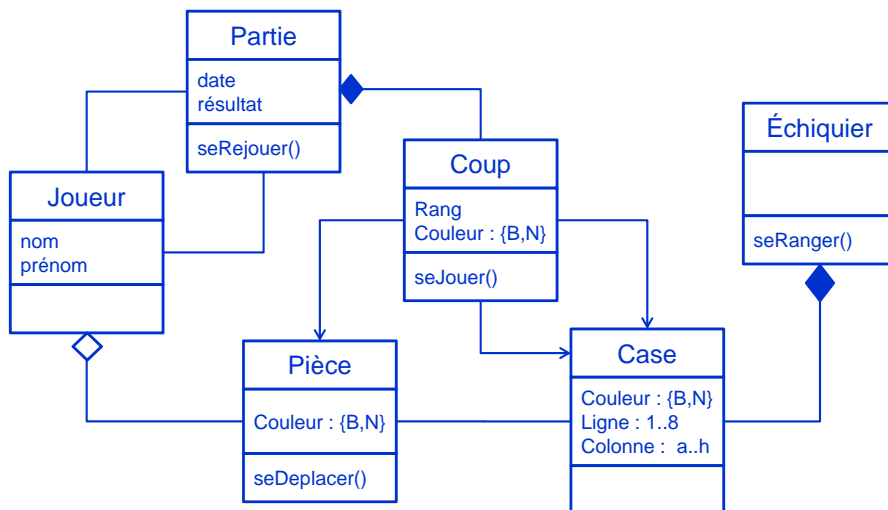 Partie
date
résultat
seRejouer()
Joueur
nom
prénom
Coup
Rang
Couleur : {B,N}
seJouer()
Échiquier
seRanger()
Pièce
Couleur : {B,N}
seDeplacer()
Case
Couleur : {B,N}
Ligne : 1..8
Colonne : a..h